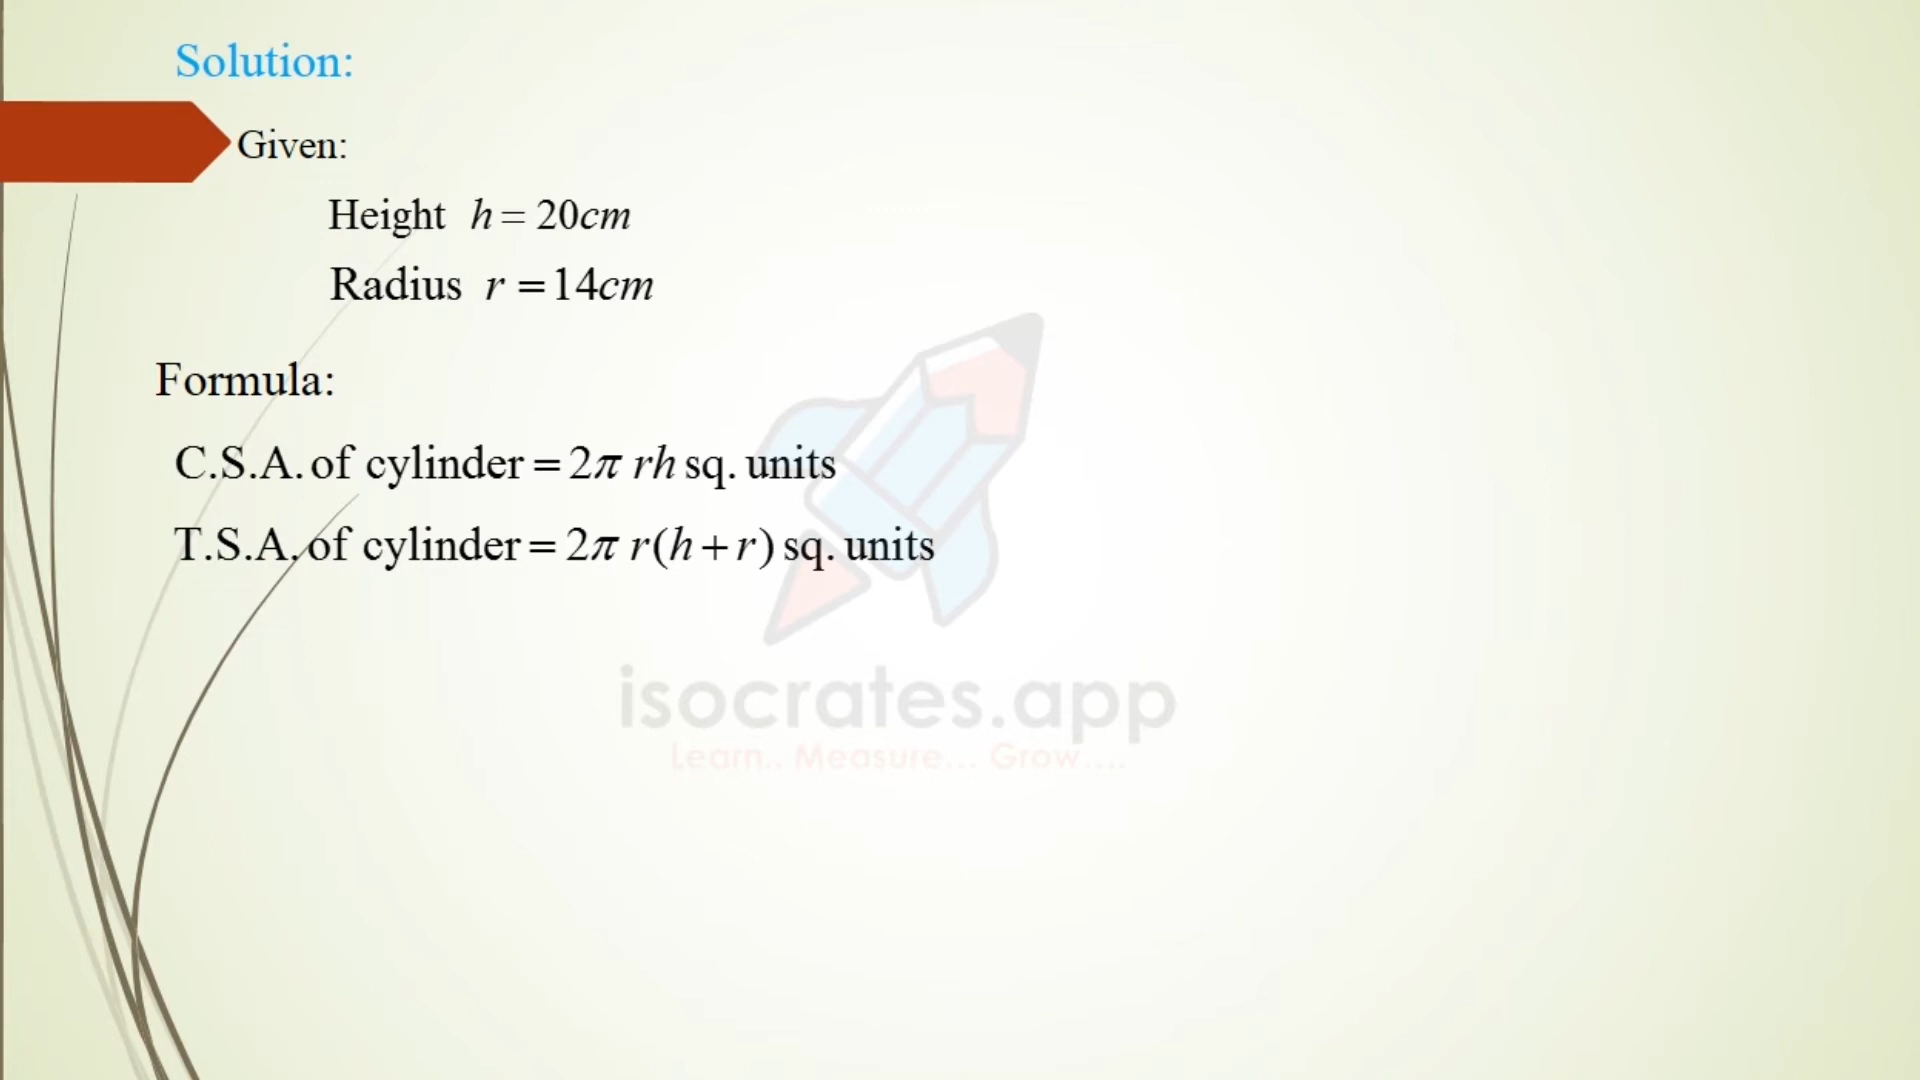 Solution:
Given:
Height h = 20cm
Radius r = 14cm
Formula:
C.S.A. of cylinder = 2π rh sq. units
T.S.A. of cylinder = 2π r(h + r) sq. units
isocrates.app
Learn.. Measure... Grow....